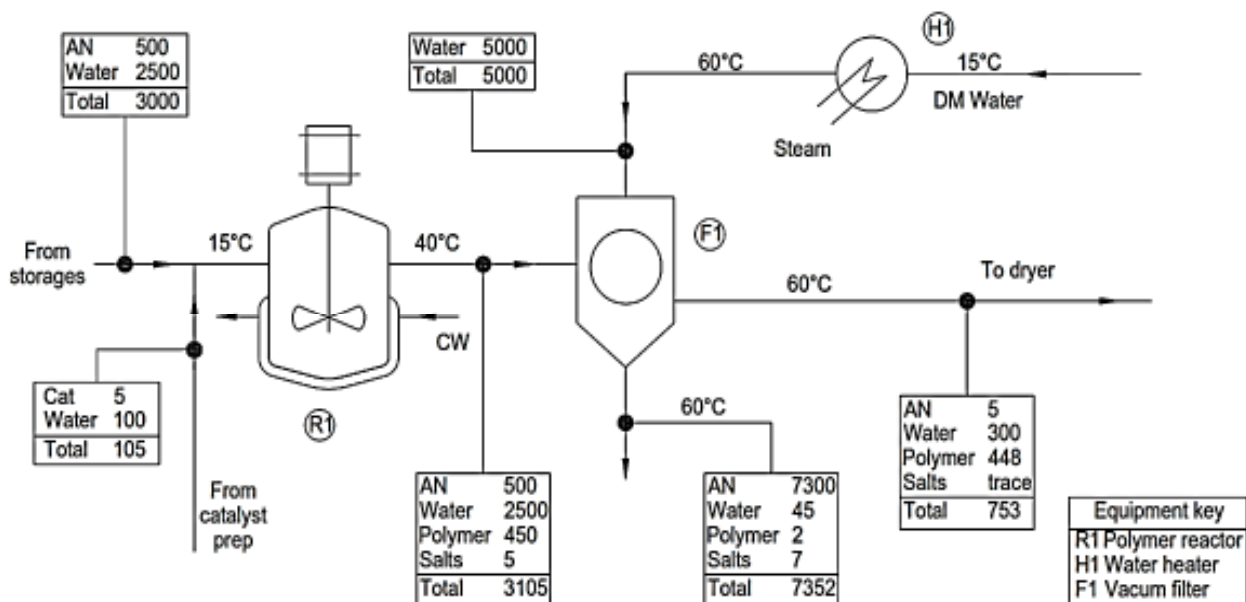 AN 500
Water 2500
Total 3000
Water 5000
Total 5000
H1
60°C
15°C
DM Water
Steam
From
storages
15°C
40°C
F1
60°C
To dryer
CW
Cat 5
Water 100
Total 105
R1
60°C
From
catalyst
prep
AN 500
Water 2500
Polymer 450
Salts 5
Total 3105
AN 7300
Water 45
Polymer 2
Salts 7
Total 7352
AN 5
Water 300
Polymer 448
Salts trace
Total 753
Equipment key
R1 Polymer reactor
H1 Water heater
F1 Vacum filter